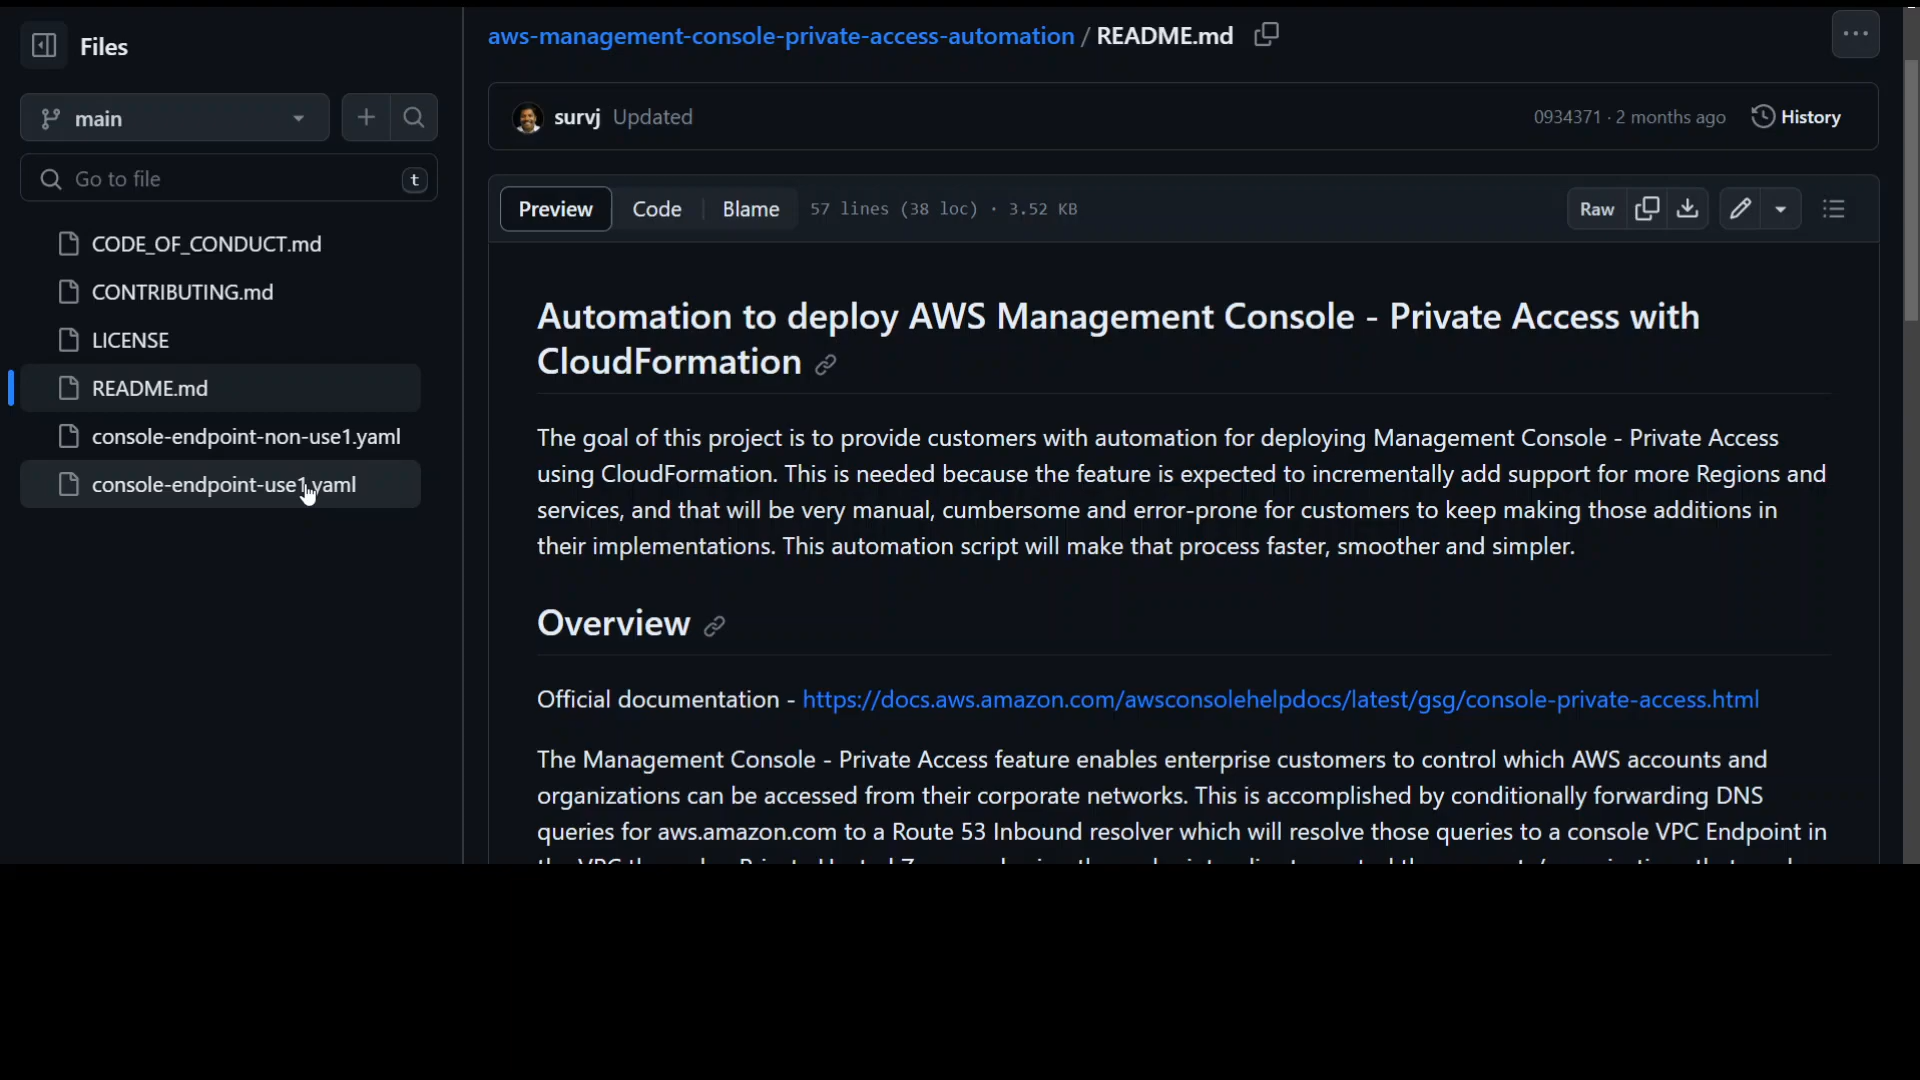 Files
main
Go to file
t
CODE_OF_CONDUCT.md
CONTRIBUTING.md
LICENSE
README.md
console-endpoint-non-use1.yaml
console-endpoint-use1.yaml
aws-management-console-private-access-automation / README.md
survj Updated
0934371 · 2 months ago
History
Preview
Code
Blame
57 lines (38 loc) · 3.52 KB
Raw
Automation to deploy AWS Management Console - Private Access with
CloudFormation
The goal of this project is to provide customers with automation for deploying Management Console - Private Access
using CloudFormation. This is needed because the feature is expected to incrementally add support for more Regions and
services, and that will be very manual, cumbersome and error-prone for customers to keep making those additions in
their implementations. This automation script will make that process faster, smoother and simpler.
Overview
Official documentation - https://docs.aws.amazon.com/awsconsolehelpdocs/latest/gsg/console-private-access.html
The Management Console - Private Access feature enables enterprise customers to control which AWS accounts and
organizations can be accessed from their corporate networks. This is accomplished by conditionally forwarding DNS
queries for aws.amazon.com to a Route 53 Inbound resolver which will resolve those queries to a console VPC Endpoint in